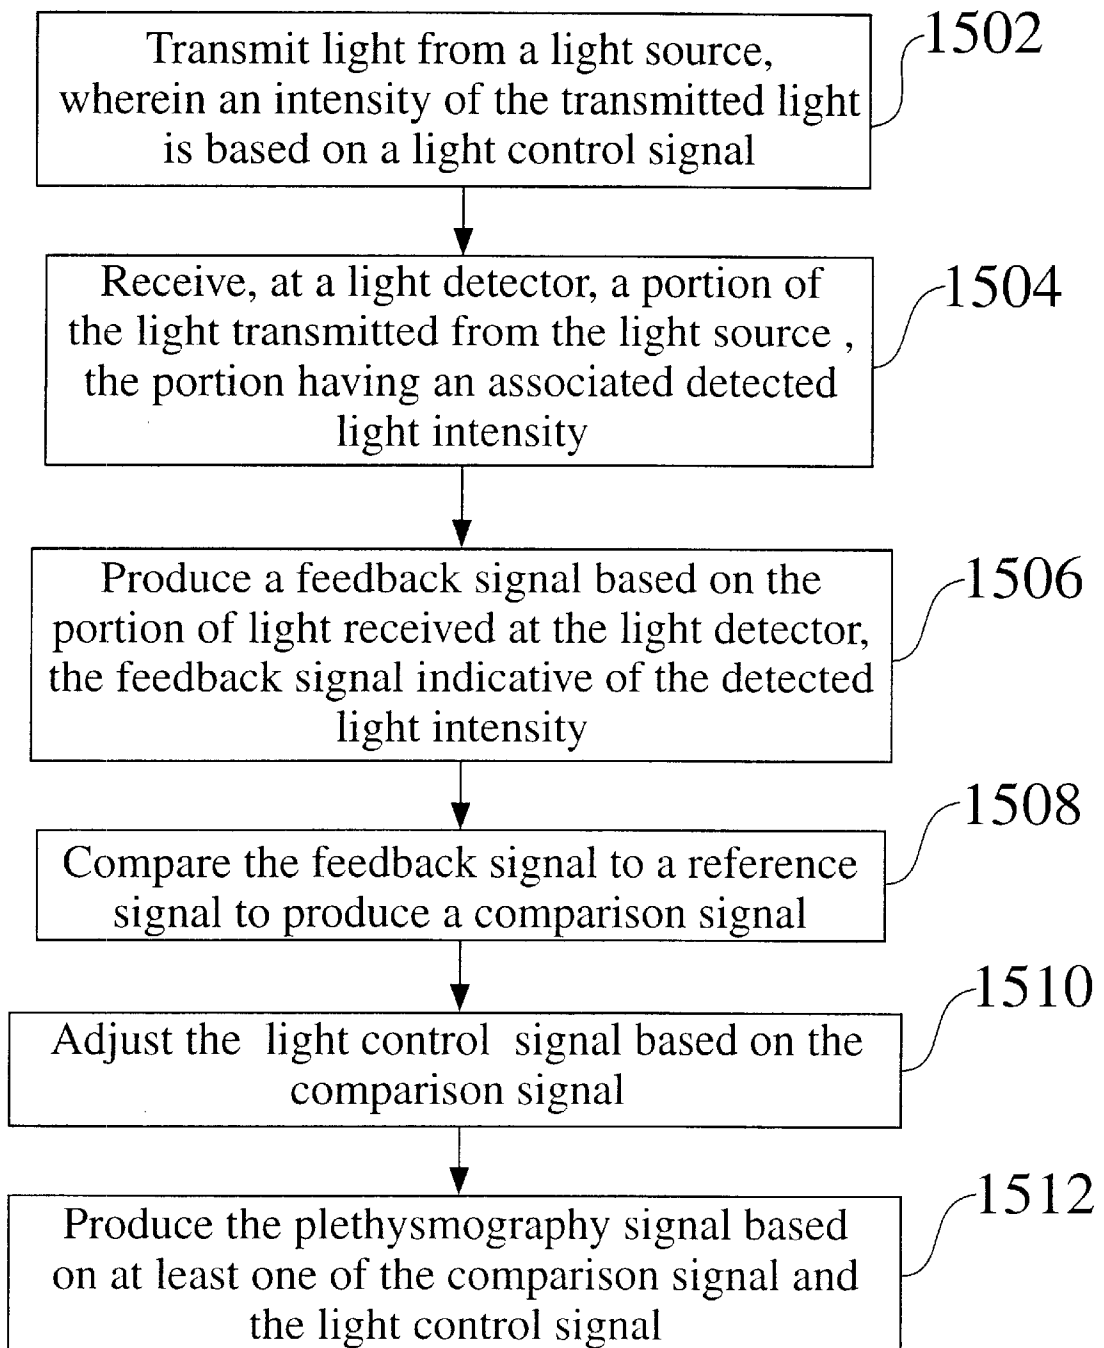 1502
Transmit light from a light source,
wherein an intensity of the transmitted light
is based on a light control signal
1504
Receive, at a light detector, a portion of
the light transmitted from the light source ,
the portion having an associated detected
light intensity
1506
Produce a feedback signal based on the
portion of light received at the light detector,
the feedback signal indicative of the detected
light intensity
1508
Compare the feedback signal to a reference
signal to produce a comparison signal
1510
Adjust the light control signal based on the
comparison signal
1512
Produce the plethysmography signal based
on at least one of the comparison signal and
the light control signal